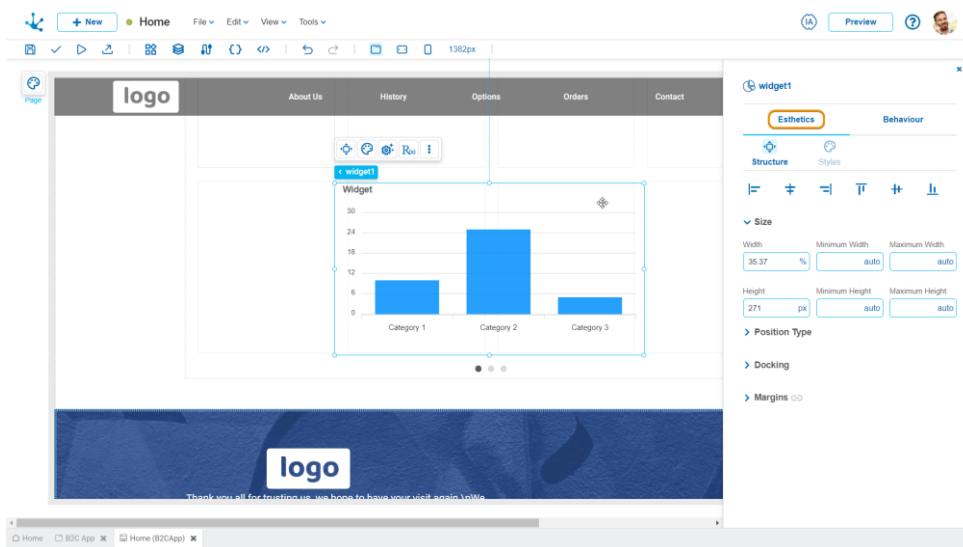 + New
Home
File
Edit
View
Tools
IA
Preview
?
1382px
Page
logo
About Us
History
Options
Orders
Contact
R(x)
widget1
Widget
30
24
18
12
6
0
Category 1
Category 2
Category 3
logo
Thank you all for trusting us, we hope to have your visit again.\nWe
widget1
Esthetics
Behaviour
Structure
Styles
Size
Width
Minimum Width
Maximum Width
35.37 %
auto
auto
Height
Minimum Height
Maximum Height
271 px
auto
auto
Position Type
Docking
Margins
Home
B2C App
Home (B2CApp)